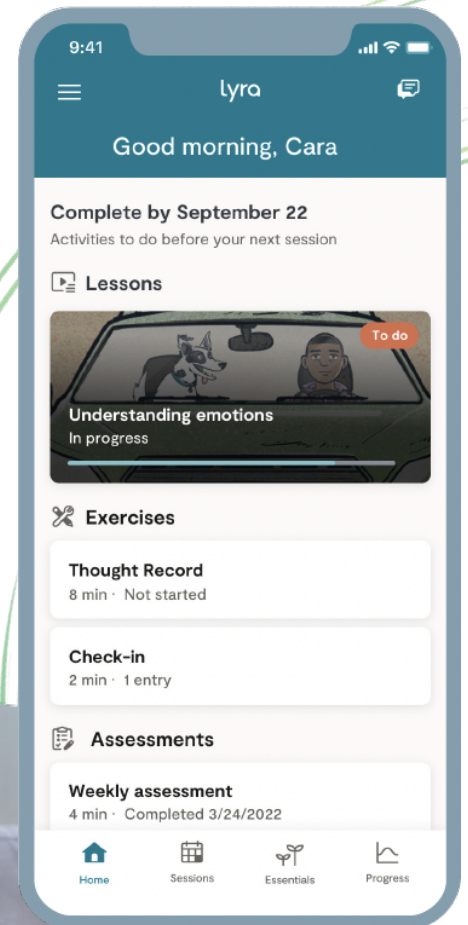 9:41
lyra
Good morning, Cara
Complete by September 22
Activities to do before your next session
Lessons
To do
Understanding emotions
In progress
Exercises
Thought Record
8 min · Not started
Check-in
2 min · 1 entry
Assessments
Weekly assessment
4 min · Completed 3/24/2022
Home
Sessions
Essentials
Progress